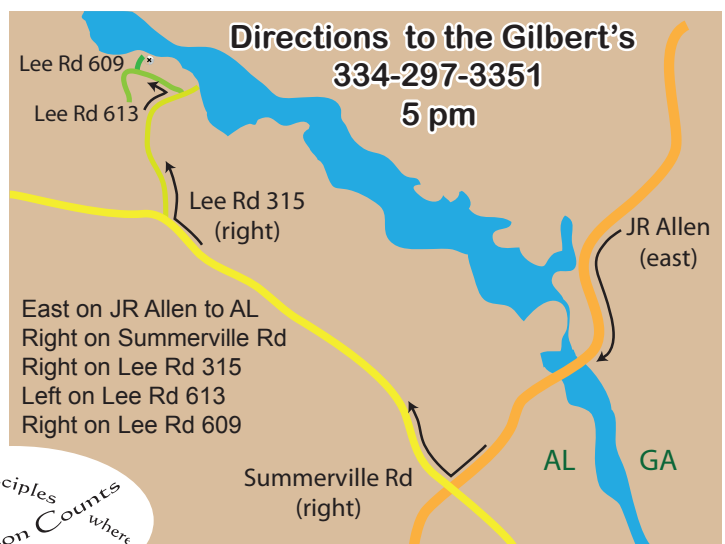 Directions to the Gilbert's
334-297-3351
5 pm
Lee Rd 609
Lee Rd 613
Lee Rd 315
(right)
JR Allen
(east)
East on JR Allen to AL
Right on Summerville Rd
Right on Lee Rd 315
Left on Lee Rd 613
Right on Lee Rd 609
AL
GA
Summerville Rd
(right)
Counts
where